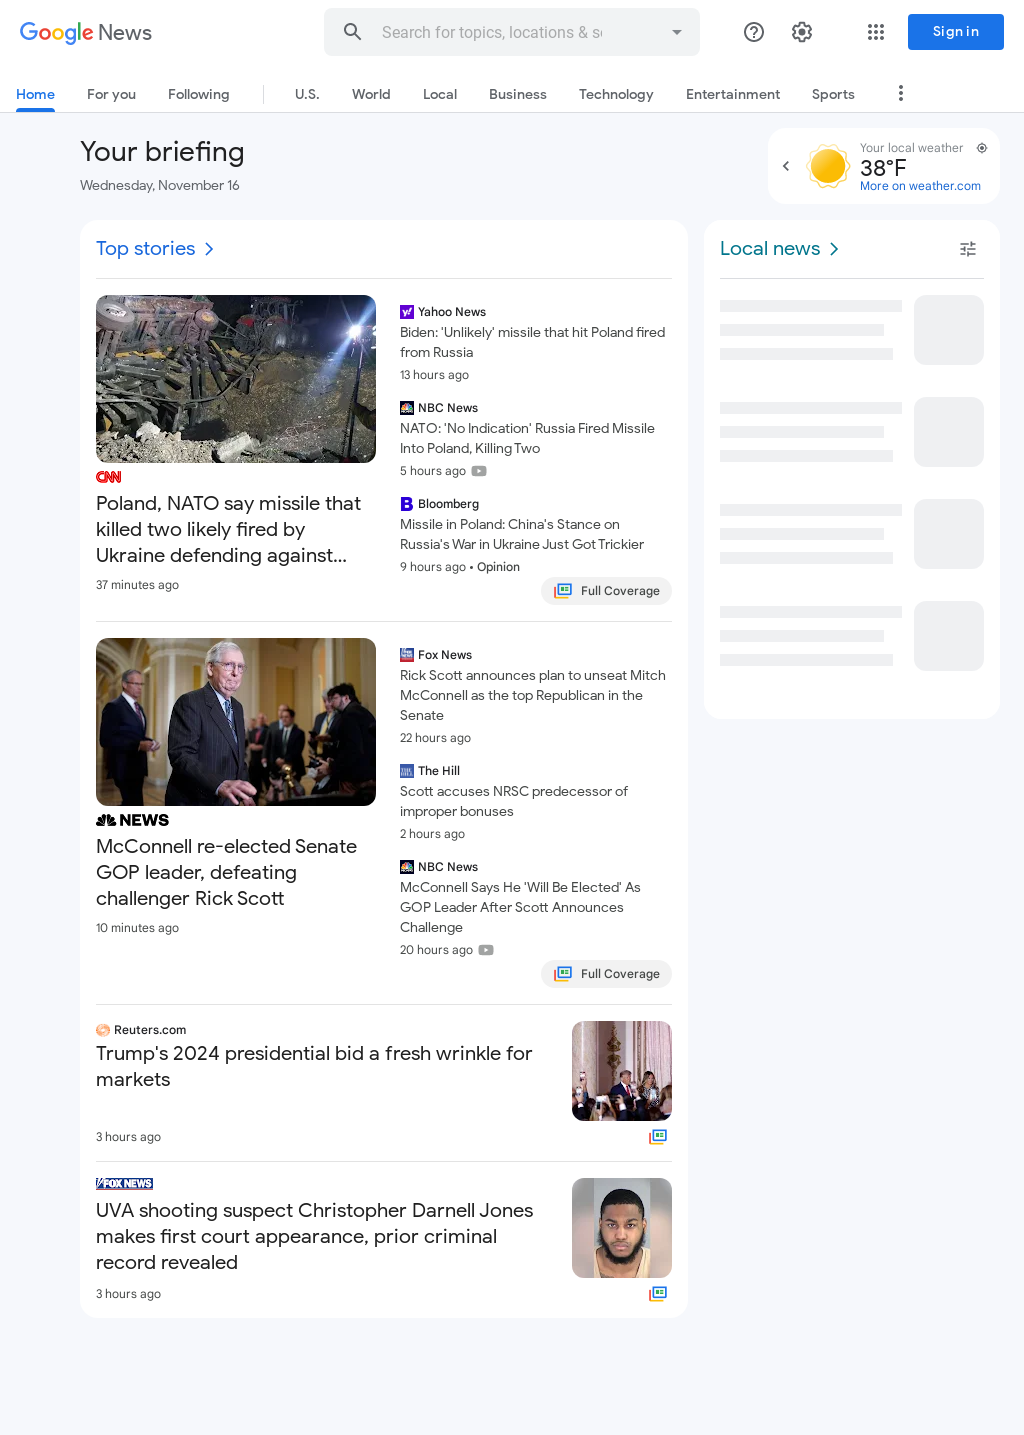 Google News
Search for topics, locations & so
Sign in
Home
For you
Following
U.S.
World
Local
Business
Technology
Entertainment
Sports
Your briefing
Wednesday, November 16
Your local weather
38°F
More on weather.com
Top stories
CNN
Poland, NATO say missile that
killed two likely fired by
Ukraine defending against...
37 minutes ago
Yahoo News
Biden: 'Unlikely' missile that hit Poland fired
from Russia
13 hours ago
NBC News
NATO: 'No Indication' Russia Fired Missile
Into Poland, Killing Two
5 hours ago
Bloomberg
Missile in Poland: China's Stance on
Russia's War in Ukraine Just Got Trickier
9 hours ago • Opinion
Full Coverage
NEWS
McConnell re-elected Senate
GOP leader, defeating
challenger Rick Scott
10 minutes ago
Fox News
Rick Scott announces plan to unseat Mitch
McConnell as the top Republican in the
Senate
22 hours ago
The Hill
Scott accuses NRSC predecessor of
improper bonuses
2 hours ago
NBC News
McConnell Says He 'Will Be Elected' As
GOP Leader After Scott Announces
Challenge
20 hours ago
Full Coverage
Reuters.com
Trump's 2024 presidential bid a fresh wrinkle for
markets
3 hours ago
FOX NEWS
UVA shooting suspect Christopher Darnell Jones
makes first court appearance, prior criminal
record revealed
3 hours ago
Local news